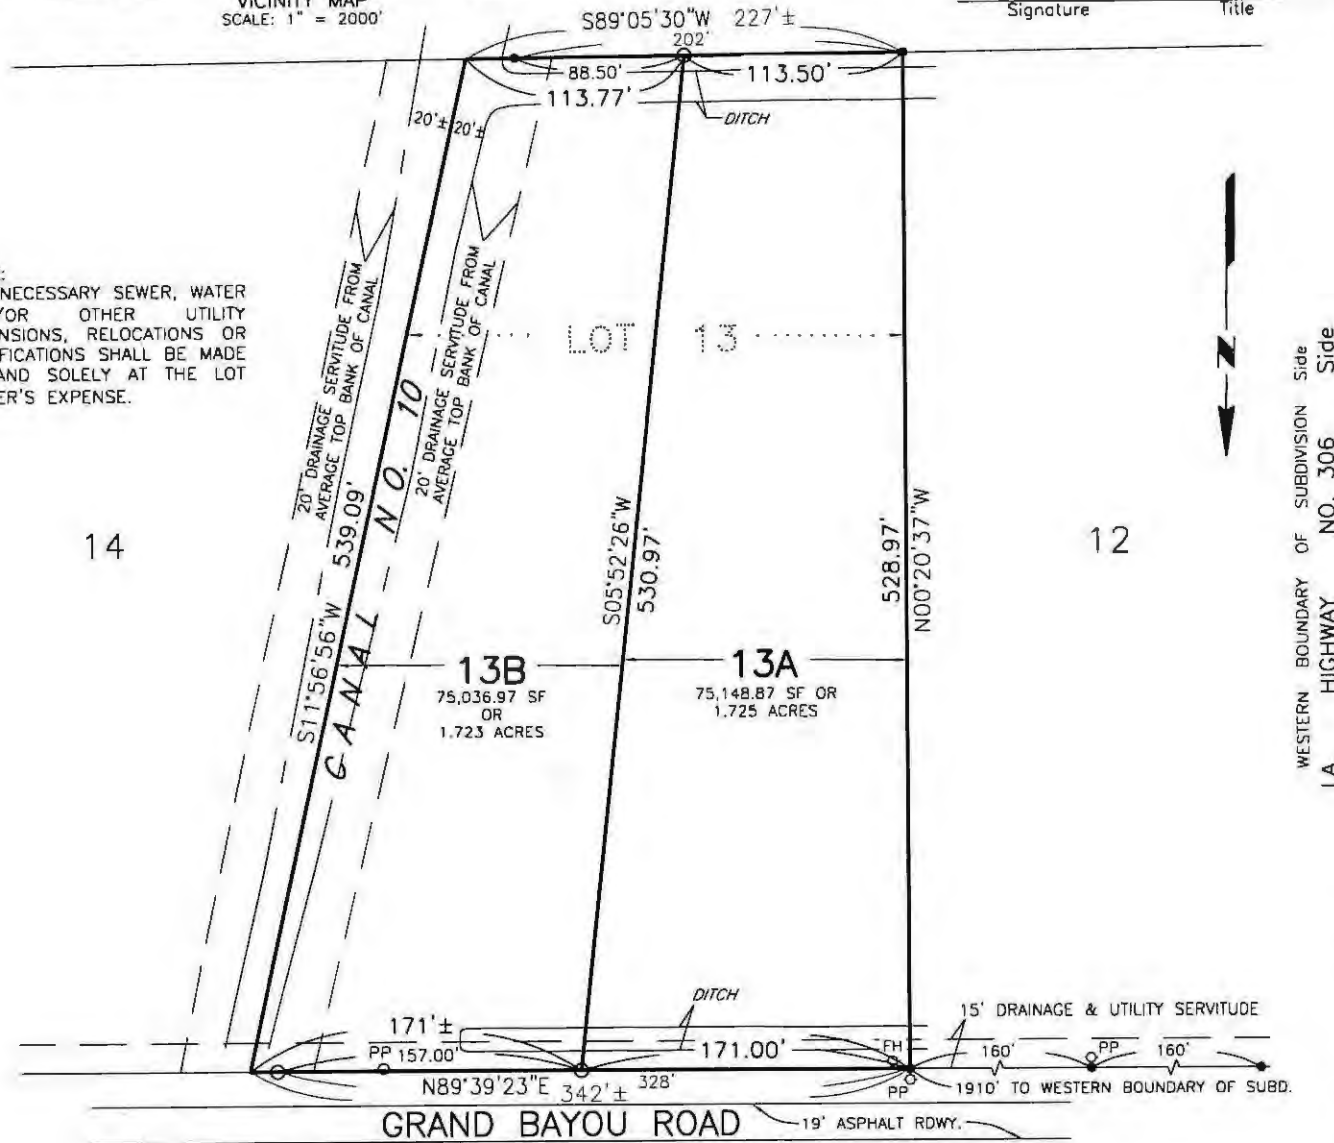 VICINITY MAP
SCALE: 1" = 2000'
Signature
Title
S89°05'30"W 227'±
202'
88.50'
113.50'
113.77'
DITCH
20'± 20'±
:
NECESSARY SEWER, WATER
/OR OTHER UTILITY
NSIONS, RELOCATIONS OR
FICATIONS SHALL BE MADE
AND SOLELY AT THE LOT
ER'S EXPENSE.
20' DRAINAGE SERVITUDE FROM
AVERAGE TOP BANK OF CANAL
20' DRAINAGE SERVITUDE FROM
AVERAGE TOP BANK OF CANAL
LOT 13
N
S11°56'56"W 539.09'
CANAL NO. 10
S05°52'26"W
530.97'
528.97'
N00°20'37"W
14
12
WESTERN BOUNDARY OF SUBDIVISION Side
LA HIGHWAY NO. 306 Side
13B
75,036.97 SF
OR
1.723 ACRES
13A
75,148.87 SF OR
1.725 ACRES
DITCH
15' DRAINAGE & UTILITY SERVITUDE
171'±
PP 157.00'
171.00'
FH
160'
PP
160'
N89°39'23"E
342'±
328'
PP
1910' TO WESTERN BOUNDARY OF SUBD.
GRAND BAYOU ROAD
19' ASPHALT RDWY.